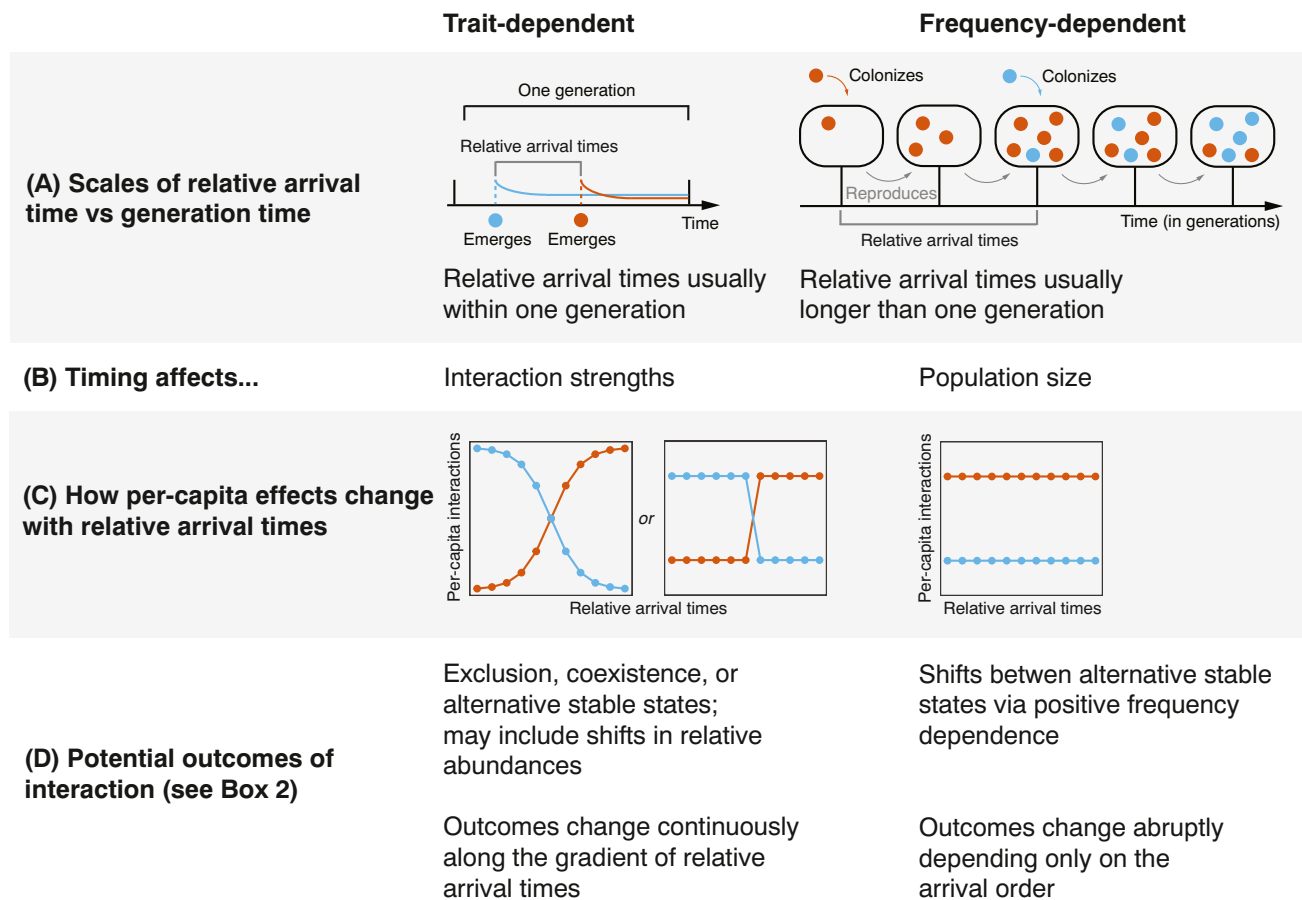 Trait-dependent
Frequency-dependent
(A) Scales of relative arrival
time vs generation time
One generation
Relative arrival times
Time
Emerges
Emerges
Relative arrival times usually
within one generation
Colonizes
Colonizes
Reproduces
Time (in generations)
Relative arrival times
Relative arrival times usually
longer than one generation
(B) Timing affects...
Interaction strengths
Population size
(C) How per-capita effects change
with relative arrival times
Per-capita interactions
or
Relative arrival times
Per-capita interactions
Relative arrival times
(D) Potential outcomes of
interaction (see Box 2)
Exclusion, coexistence, or
alternative stable states;
may include shifts in relative
abundances
Shifts betwen alternative stable
states via positive frequency
dependence
Outcomes change continuously
along the gradient of relative
arrival times
Outcomes change abruptly
depending only on the
arrival order